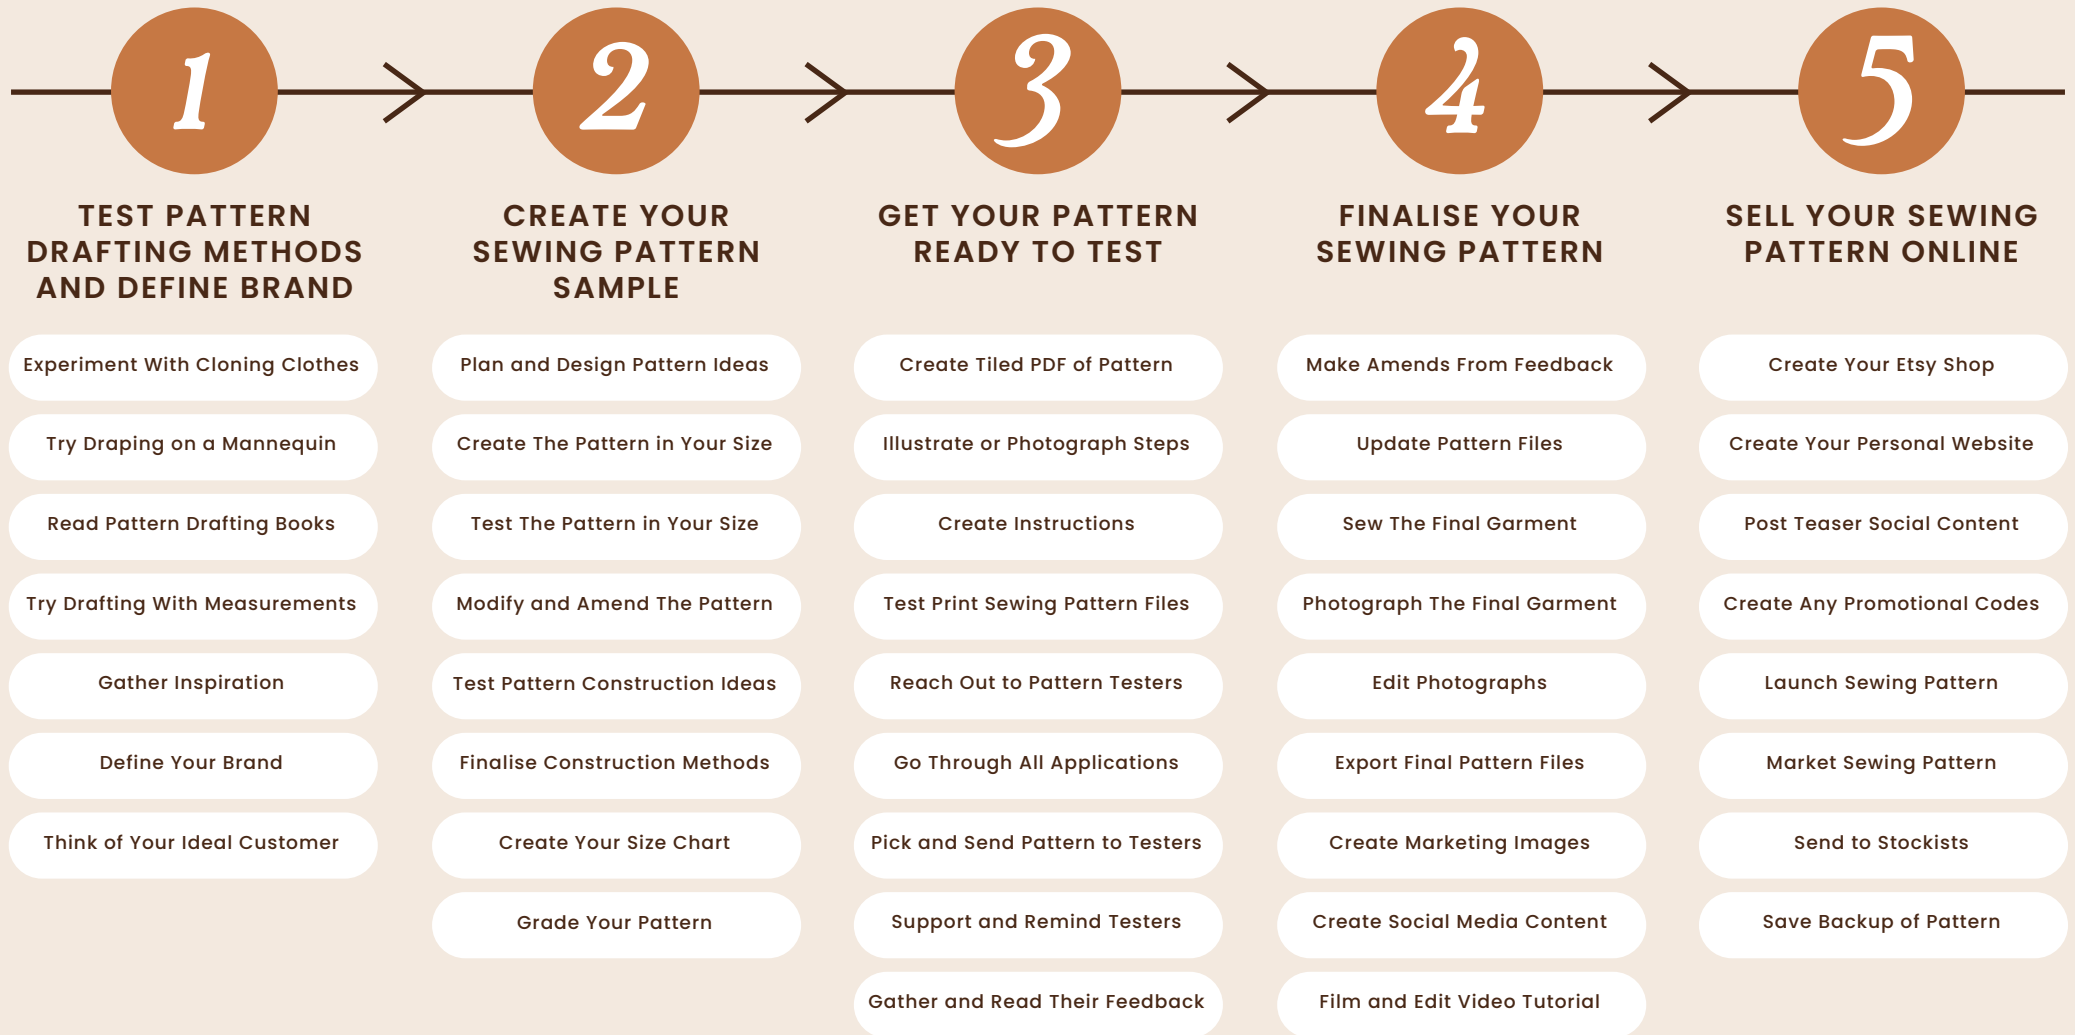 1
TEST PATTERN
DRAFTING METHODS
AND DEFINE BRAND
Experiment With Cloning Clothes
Try Draping on a Mannequin
Read Pattern Drafting Books
Try Drafting With Measurements
Gather Inspiration
Define Your Brand
Think of Your Ideal Customer
2
CREATE YOUR
SEWING PATTERN
SAMPLE
Plan and Design Pattern Ideas
Create The Pattern in Your Size
Test The Pattern in Your Size
Modify and Amend The Pattern
Test Pattern Construction Ideas
Finalise Construction Methods
Create Your Size Chart
Grade Your Pattern
3
GET YOUR PATTERN
READY TO TEST
Create Tiled PDF of Pattern
Illustrate or Photograph Steps
Create Instructions
Test Print Sewing Pattern Files
Reach Out to Pattern Testers
Go Through All Applications
Pick and Send Pattern to Testers
Support and Remind Testers
Gather and Read Their Feedback
4
FINALISE YOUR
SEWING PATTERN
Make Amends From Feedback
Update Pattern Files
Sew The Final Garment
Photograph The Final Garment
Edit Photographs
Export Final Pattern Files
Create Marketing Images
Create Social Media Content
Film and Edit Video Tutorial
5
SELL YOUR SEWING
PATTERN ONLINE
Create Your Etsy Shop
Create Your Personal Website
Post Teaser Social Content
Create Any Promotional Codes
Launch Sewing Pattern
Market Sewing Pattern
Send to Stockists
Save Backup of Pattern